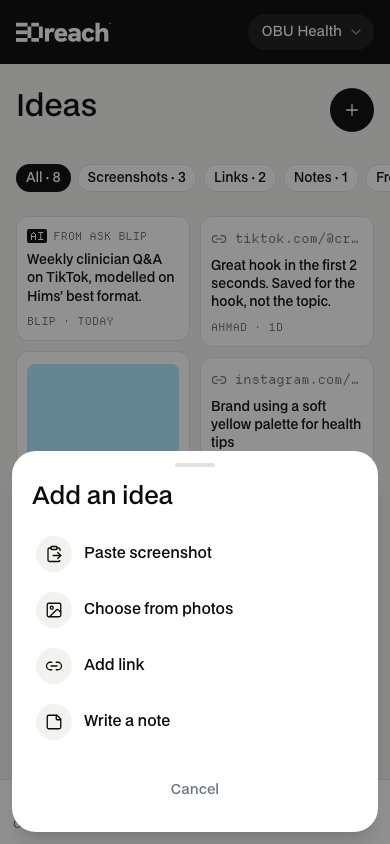 reach
OBU Health
Ideas
All · 8
Screenshots · 3
Links · 2
Notes · 1
AI FROM ASK BLIP
Weekly clinician Q&A
on TikTok, modelled on
Hims’ best format.
BLIP · TODAY
tiktok.com/@cr…
Great hook in the first 2
seconds. Saved for the
hook, not the topic.
AHMAD · 1D
instagram.com/…
Brand using a soft
yellow palette for health
tips
Add an idea
Paste screenshot
Choose from photos
Add link
Write a note
Cancel